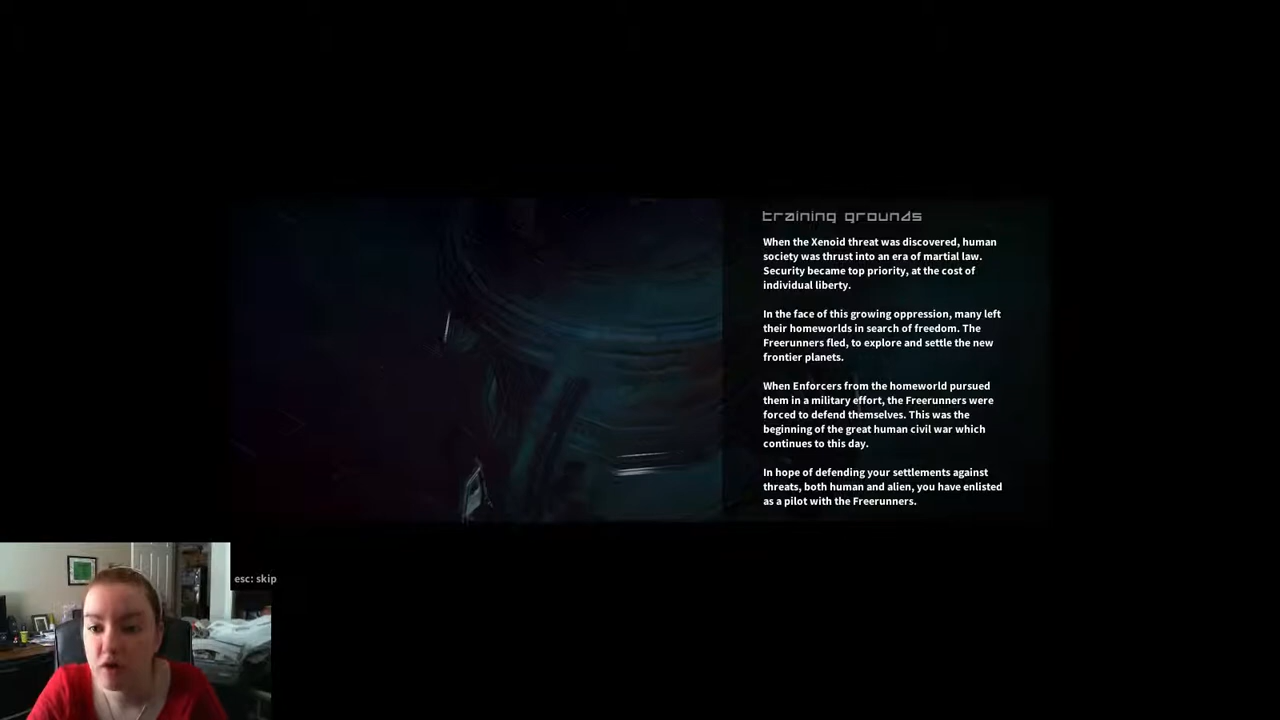 training grounds
When the Xenoid threat was discovered, human
society was thrust into an era of martial law.
Security became top priority, at the cost of
individual liberty.
In the face of this growing oppression, many left
their homeworlds in search of freedom. The
Freerunners fled, to explore and settle the new
frontier planets.
When Enforcers from the homeworld pursued
them in a military effort, the Freerunners were
forced to defend themselves. This was the
beginning of the great human civil war which
continues to this day.
In hope of defending your settlements against
threats, both human and alien, you have enlisted
as a pilot with the Freerunners.
esc: skip